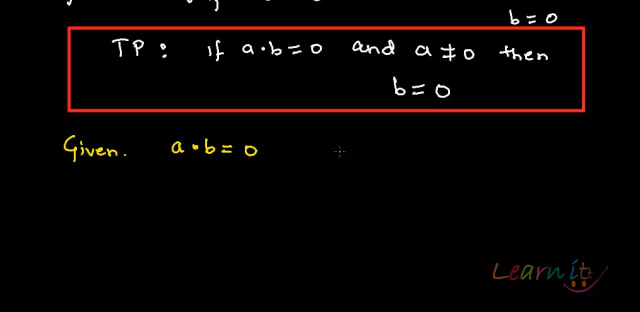 b = 0
TP : if a · b = 0 and a ≠ 0 then
b = 0
Given. a · b = 0
Learnit